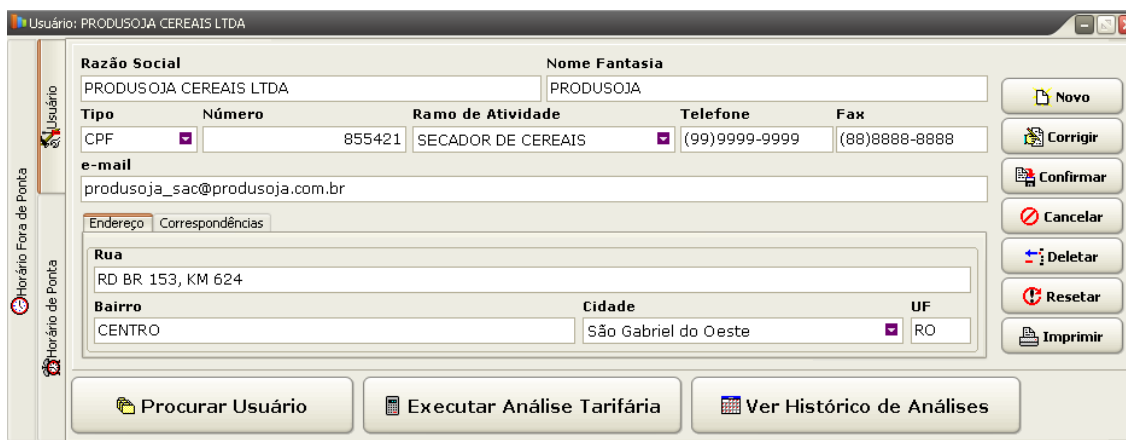 Usuário: PRODUSOJA CEREAIS LTDA
Horário Fora de Ponta
Usuário
Horário de Ponta
Razão Social Nome Fantasia
PRODUSOJA CEREAIS LTDA PRODUSOJA
Tipo Número Ramo de Atividade Telefone Fax
CPF 855421 SECADOR DE CEREAIS (99)9999-9999 (88)8888-8888
e-mail
produsoja_sac@produsoja.com.br
Endereço Correspondências
Rua
RD BR 153, KM 624
Bairro Cidade UF
CENTRO São Gabriel do Oeste RO
Novo
Corrigir
Confirmar
Cancelar
Deletar
Resetar
Imprimir
Procurar Usuário Executar Análise Tarifária Ver Histórico de Análises